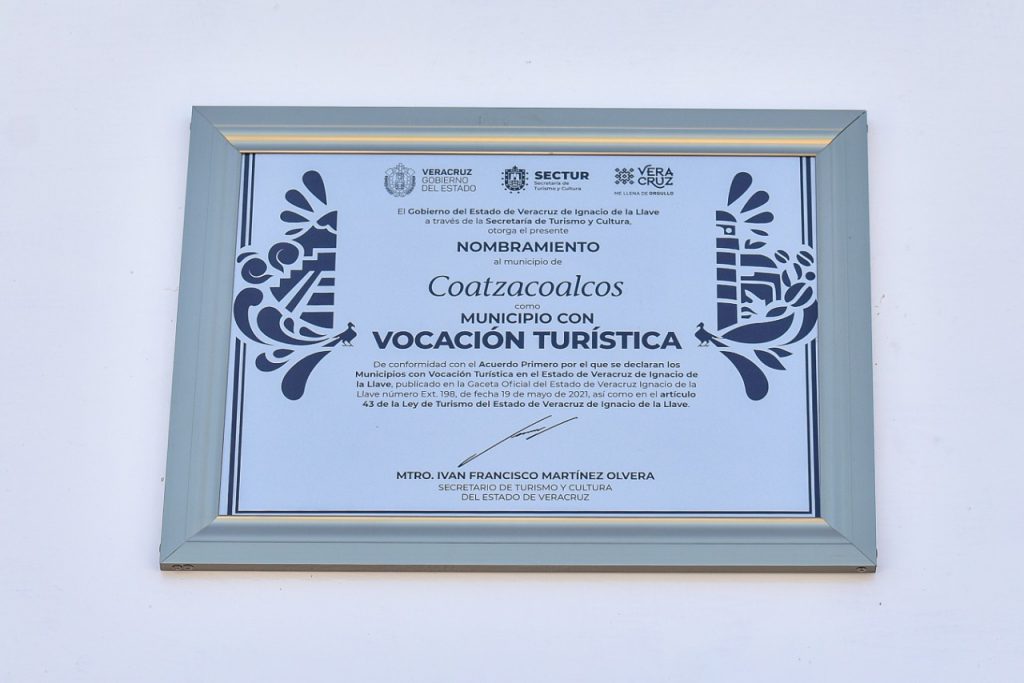 VERACRUZ
GOBIERNO
DEL ESTADO
SECTUR
Secretaría de
Turismo y Cultura
VERA
CRUZ
ME LLENA DE ORGULLO
El Gobierno del Estado de Veracruz de Ignacio de la Llave
a través de la Secretaría de Turismo y Cultura,
otorga el presente
NOMBRAMIENTO
al municipio de
Coatzacoalcos
como
MUNICIPIO CON
VOCACIÓN TURÍSTICA
De conformidad con el Acuerdo Primero por el que se declaran los
Municipios con Vocación Turística en el Estado de Veracruz de Ignacio de
la Llave, publicado en la Gaceta Oficial del Estado de Veracruz Ignacio de la
Llave número Ext. 198, de fecha 19 de mayo de 2021, así como en el artículo
43 de la Ley de Turismo del Estado de Veracruz de Ignacio de la Llave.
MTRO. IVAN FRANCISCO MARTÍNEZ OLVERA
SECRETARIO DE TURISMO Y CULTURA
DEL ESTADO DE VERACRUZ